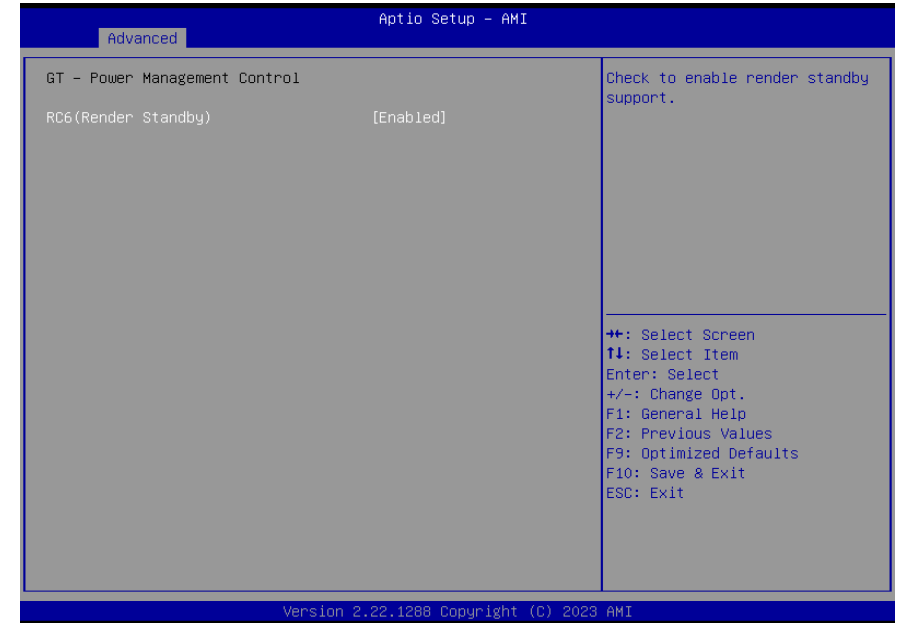 Aptio Setup – AMI
Advanced
GT – Power Management Control
RC6(Render Standby) [Enabled]
Check to enable render standby
support.
→←: Select Screen
↑↓: Select Item
Enter: Select
+/-: Change Opt.
F1: General Help
F2: Previous Values
F9: Optimized Defaults
F10: Save & Exit
ESC: Exit
Version 2.22.1288 Copyright (C) 2023 AMI